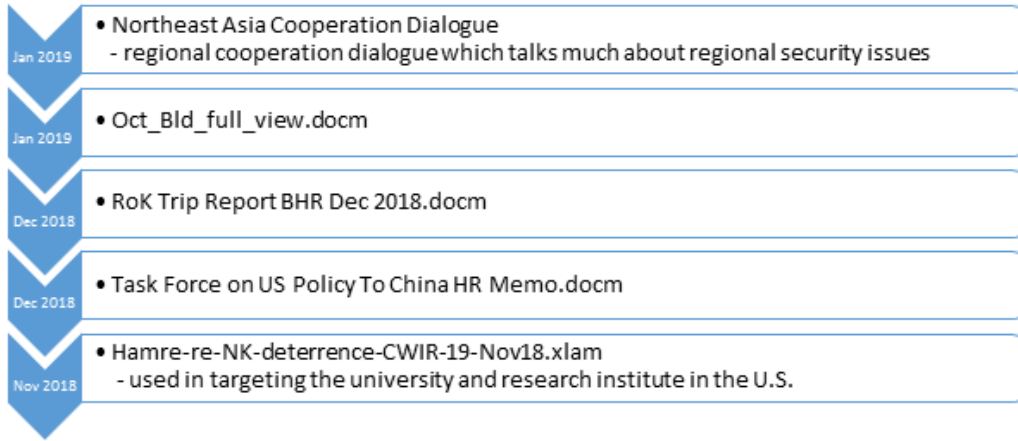 • Northeast Asia Cooperation Dialogue
- regional cooperation dialogue which talks much about regional security issues
Jan 2019
• Oct_Bld_full_view.docm
Jan 2019
• RoK Trip Report BHR Dec 2018.docm
Dec 2018
• Task Force on US Policy To China HR Memo.docm
Dec 2018
• Hamre-re-NK-deterrence-CWIR-19-Nov18.xlam
- used in targeting the university and research institute in the U.S.
Nov 2018